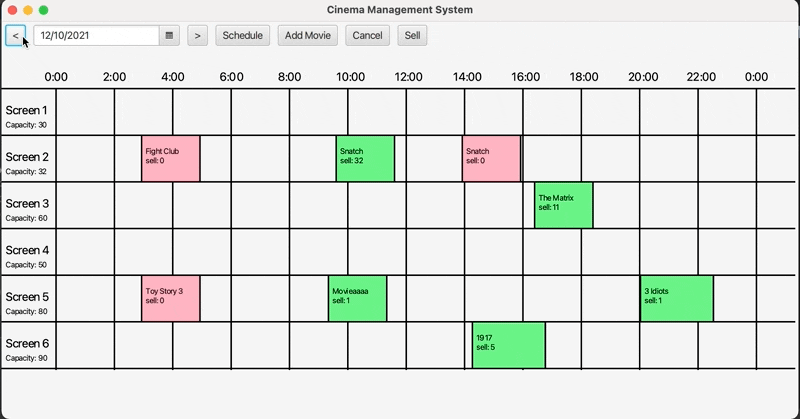 Cinema Management System
< 12/10/2021 > Schedule Add Movie Cancel Sell
0:00 2:00 4:00 6:00 8:00 10:00 12:00 14:00 16:00 18:00 20:00 22:00 0:00
Screen 1
Capacity: 30
Screen 2
Capacity: 32
Fight Club
sell: 0
Snatch
sell: 32
Snatch
sell: 0
Screen 3
Capacity: 60
The Matrix
sell: 11
Screen 4
Capacity: 50
Screen 5
Capacity: 80
Toy Story 3
sell: 0
Movieaaaa
sell: 1
3 Idiots
sell: 1
Screen 6
Capacity: 90
1917
sell: 5